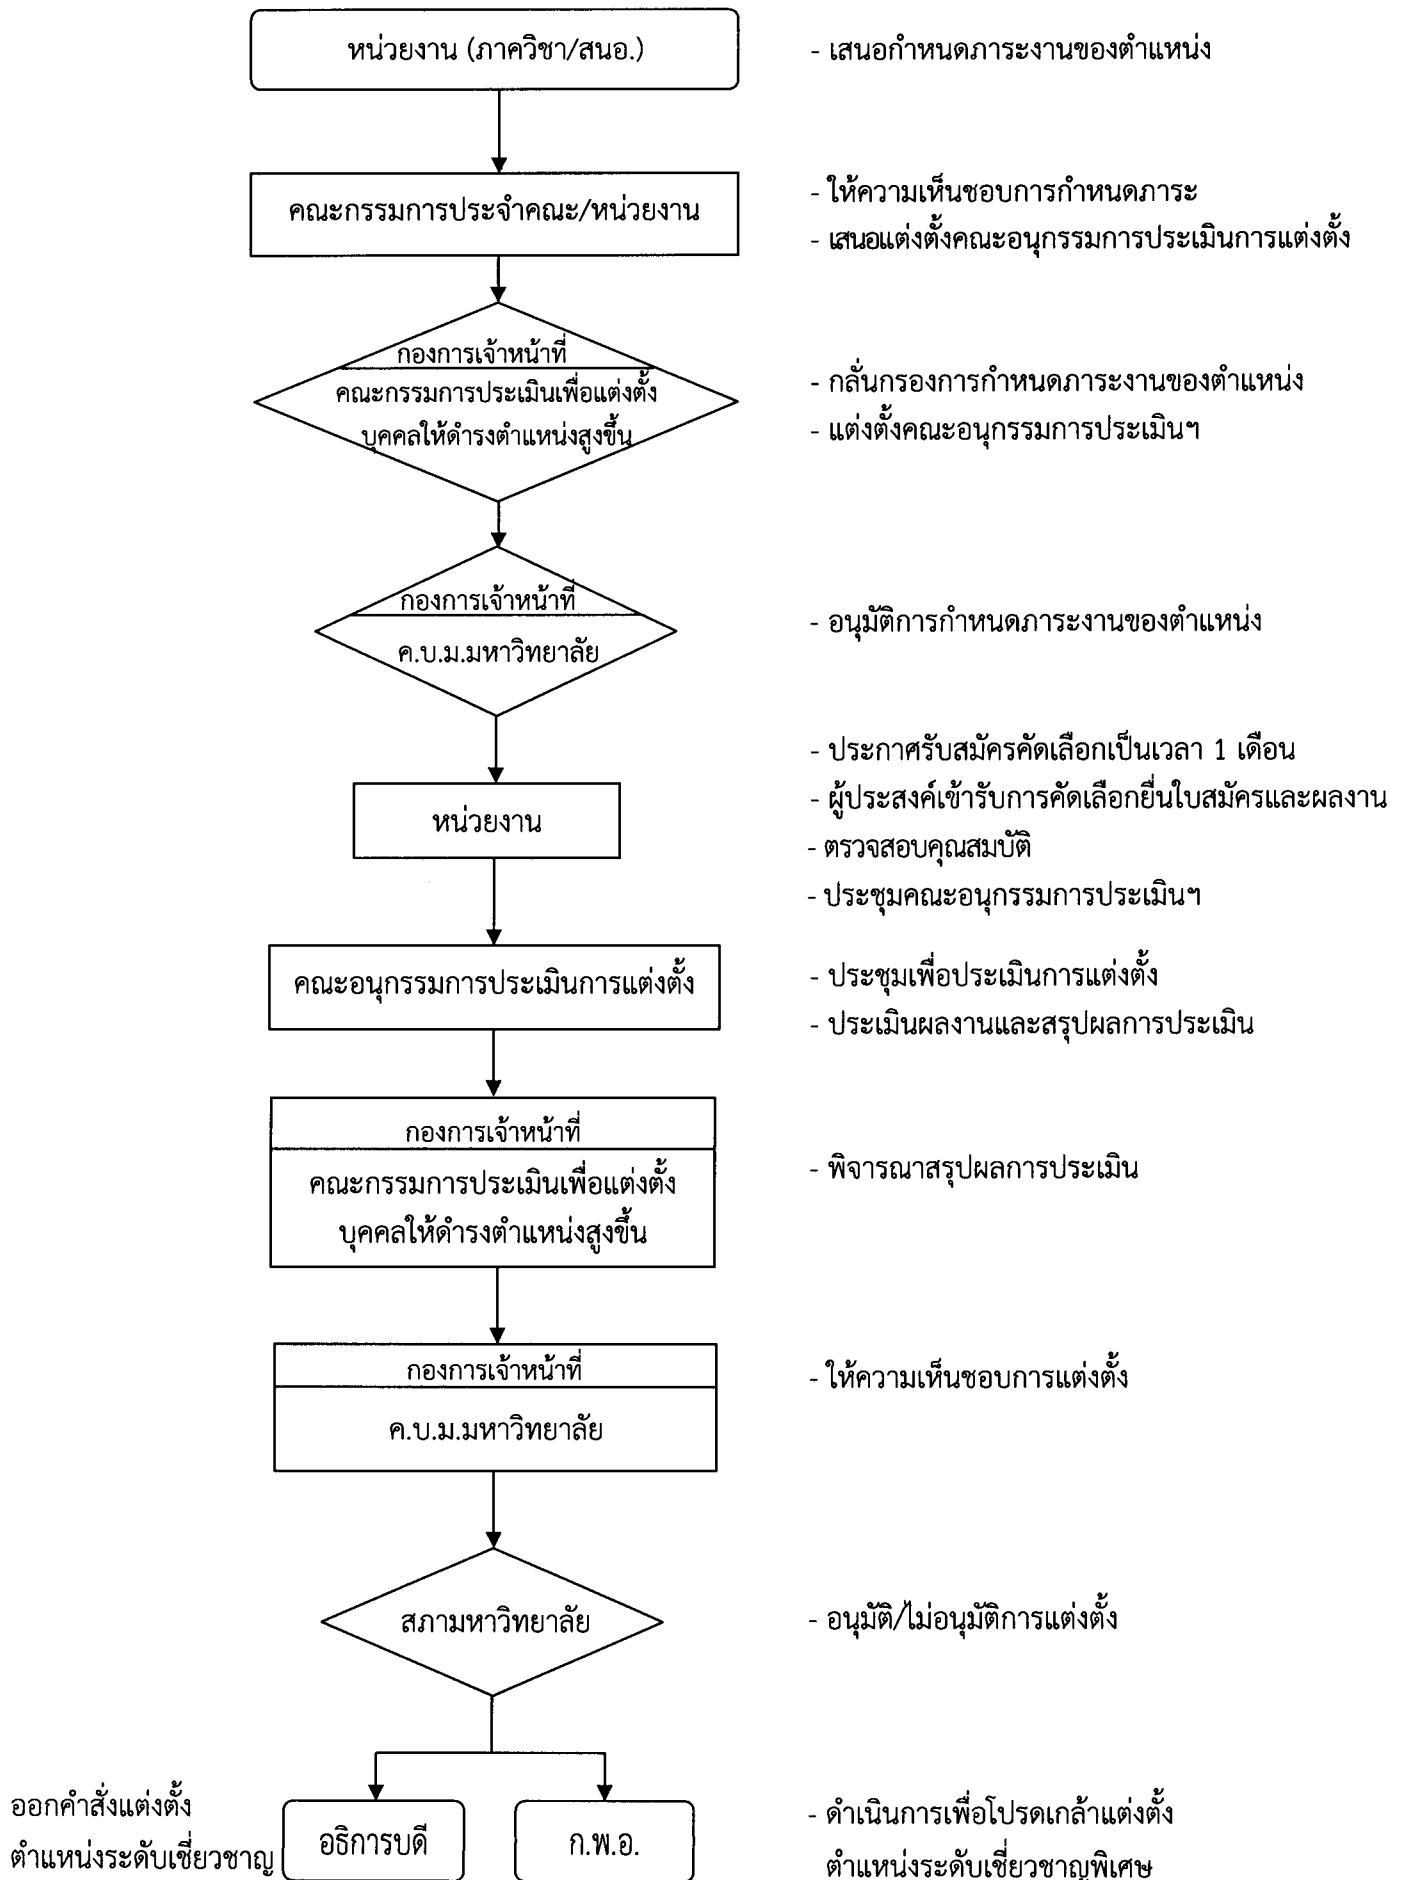 หน่วยงาน (ภาควิชา/สนอ.)
- เสนอกำหนดภาระงานของตำแหน่ง
คณะกรรมการประจำคณะ/หน่วยงาน
- ให้ความเห็นชอบการกำหนดภาระ
- เสนอแต่งตั้งคณะอนุกรรมการประเมินการแต่งตั้ง
กองการเจ้าหน้าที่
คณะกรรมการประเมินเพื่อแต่งตั้ง
บุคคลให้ดำรงตำแหน่งสูงขึ้น
- กลั่นกรองการกำหนดภาระงานของตำแหน่ง
- แต่งตั้งคณะอนุกรรมการประเมินฯ
กองการเจ้าหน้าที่
ค.บ.ม.มหาวิทยาลัย
- อนุมัติการกำหนดภาระงานของตำแหน่ง
หน่วยงาน
- ประกาศรับสมัครคัดเลือกเป็นเวลา 1 เดือน
- ผู้ประสงค์เข้ารับการคัดเลือกยื่นใบสมัครและผลงาน
- ตรวจสอบคุณสมบัติ
- ประชุมคณะอนุกรรมการประเมินฯ
คณะอนุกรรมการประเมินการแต่งตั้ง
- ประชุมเพื่อประเมินการแต่งตั้ง
- ประเมินผลงานและสรุปผลการประเมิน
กองการเจ้าหน้าที่
คณะกรรมการประเมินเพื่อแต่งตั้ง
บุคคลให้ดำรงตำแหน่งสูงขึ้น
- พิจารณาสรุปผลการประเมิน
กองการเจ้าหน้าที่
ค.บ.ม.มหาวิทยาลัย
- ให้ความเห็นชอบการแต่งตั้ง
สภามหาวิทยาลัย
- อนุมัติ/ไม่อนุมัติการแต่งตั้ง
ออกคำสั่งแต่งตั้ง
ตำแหน่งระดับเชี่ยวชาญ
อธิการบดี
ก.พ.อ.
- ดำเนินการเพื่อโปรดเกล้าแต่งตั้ง
ตำแหน่งระดับเชี่ยวชาญพิเศษ